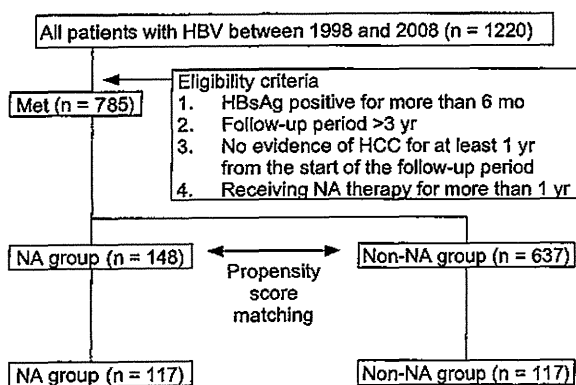 All patients with HBV between 1998 and 2008 (n = 1220)
Eligibility criteria
1. HBsAg positive for more than 6 mo
2. Follow-up period >3 yr
3. No evidence of HCC for at least 1 yr
from the start of the follow-up period
4. Receiving NA therapy for more than 1 yr
Met (n = 785)
NA group (n = 148)
Propensity
score
matching
Non-NA group (n = 637)
NA group (n = 117)
Non-NA group (n = 117)